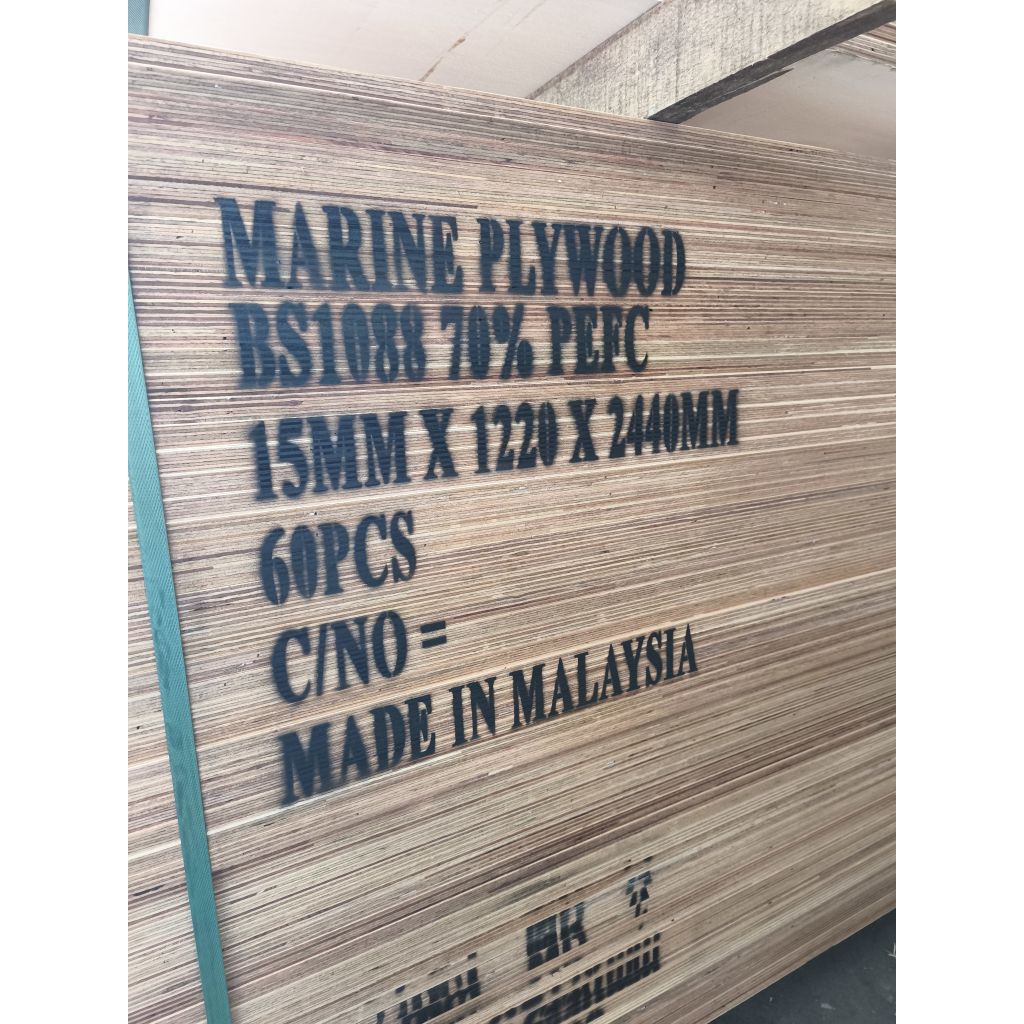 MARINE PLYWOOD
BS1088 70% PEFC
15MM X 1220 X 2440MM
60PCS
C/NO =
MADE IN MALAYSIA